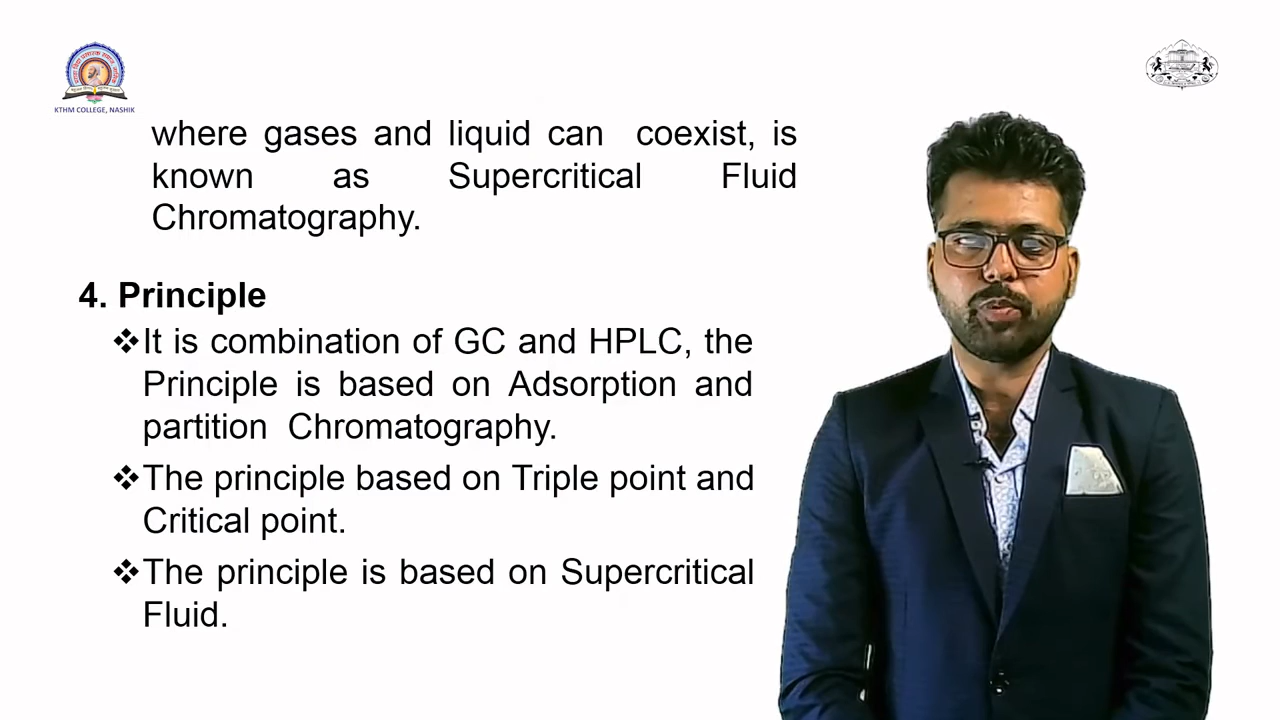 KTHM COLLEGE, NASHIK
where gases and liquid can coexist, is
known as Supercritical Fluid
Chromatography.
4. Principle
❖It is combination of GC and HPLC, the
Principle is based on Adsorption and
partition Chromatography.
❖The principle based on Triple point and
Critical point.
❖The principle is based on Supercritical
Fluid.